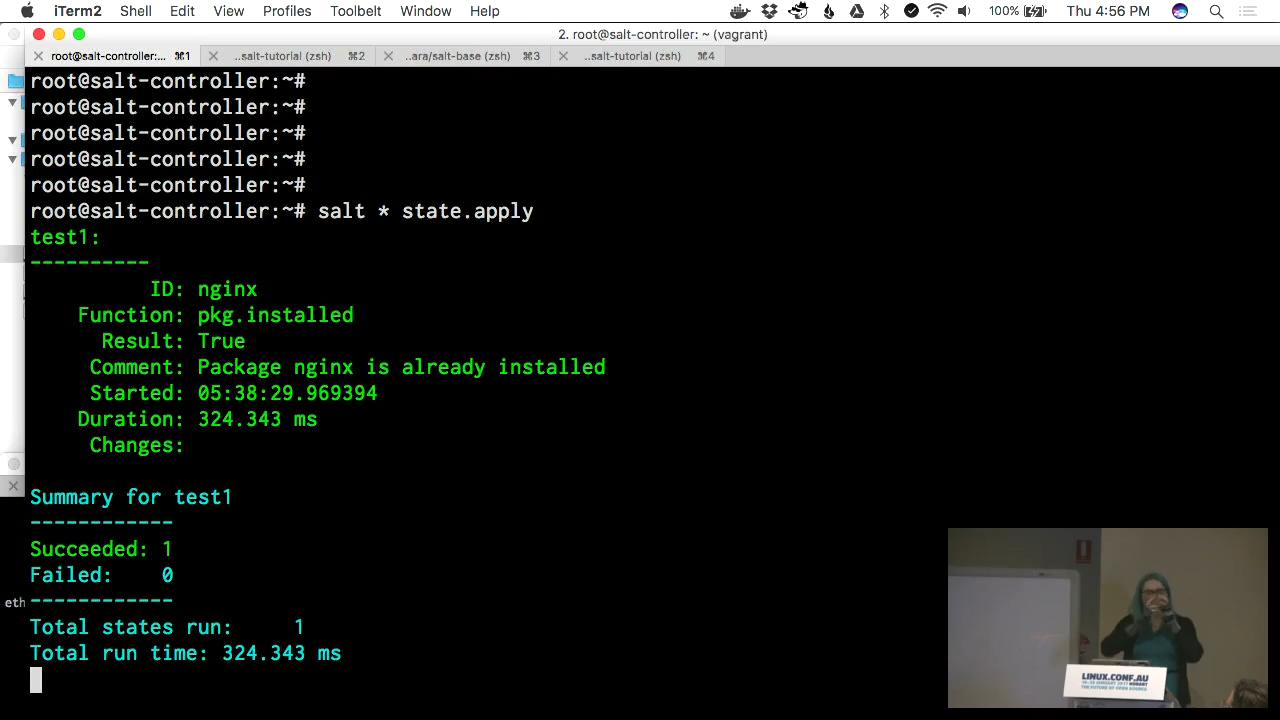 iTerm2 Shell Edit View Profiles Toolbelt Window Help 100% Thu 4:56 PM
2. root@salt-controller: ~ (vagrant)
root@salt-controller:... ⌘1 ..salt-tutorial (zsh) ⌘2 ..ara/salt-base (zsh) ⌘3 ..salt-tutorial (zsh) ⌘4
root@salt-controller:~#
root@salt-controller:~#
root@salt-controller:~#
root@salt-controller:~#
root@salt-controller:~#
root@salt-controller:~# salt * state.apply
test1:
----------
ID: nginx
Function: pkg.installed
Result: True
Comment: Package nginx is already installed
Started: 05:38:29.969394
Duration: 324.343 ms
Changes:
Summary for test1
------------
Succeeded: 1
Failed: 0
eth
------------
Total states run: 1
Total run time: 324.343 ms
LINUX.CONF.AU
THE FUTURE OF OPEN SOURCE